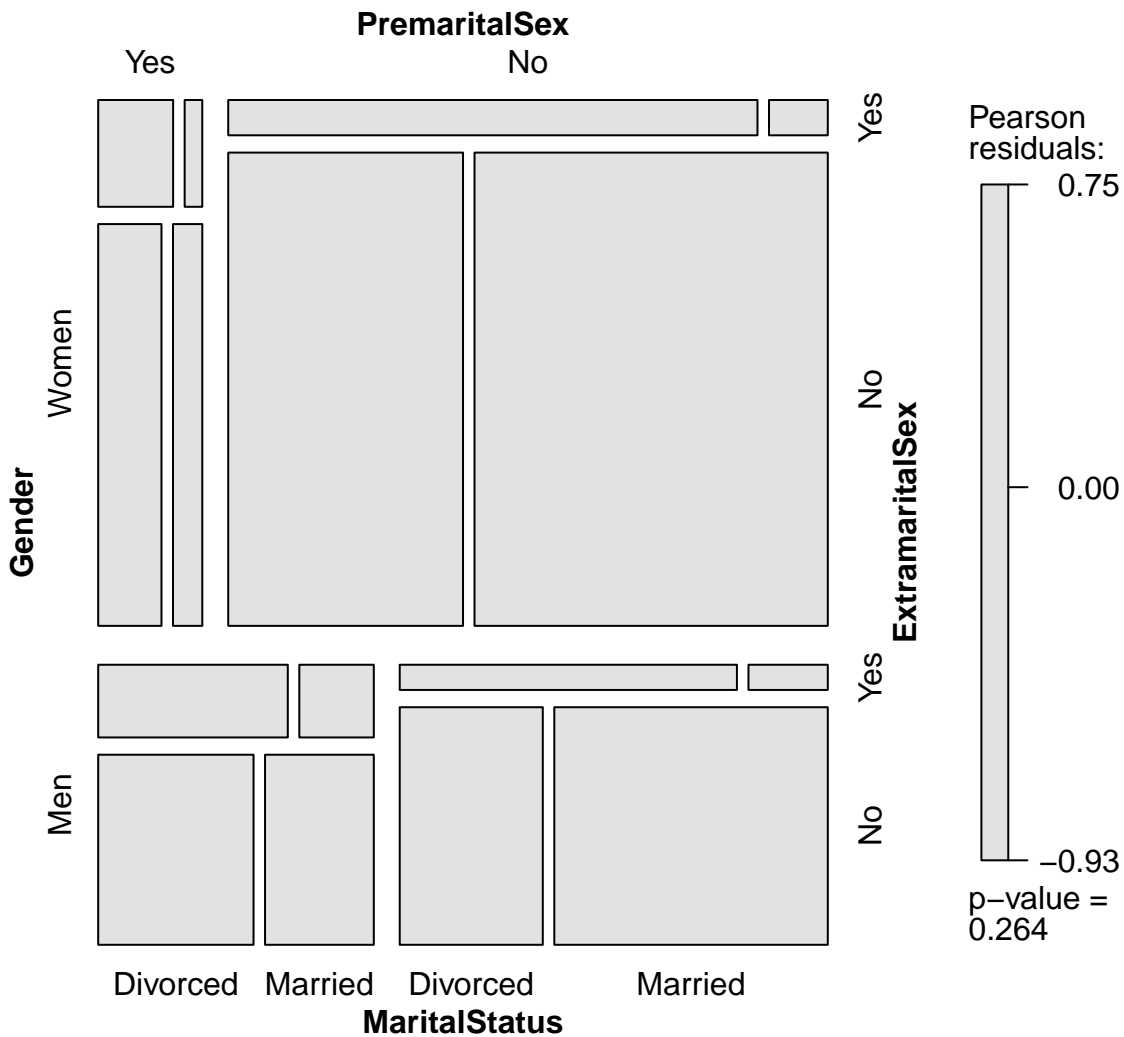 PremaritalSex
Yes No
Yes
Pearson
residuals:
0.75
Women
No
Gender
ExtramaritalSex
0.00
Yes
Men
No
−0.93
p−value =
0.264
Divorced Married Divorced Married
MaritalStatus